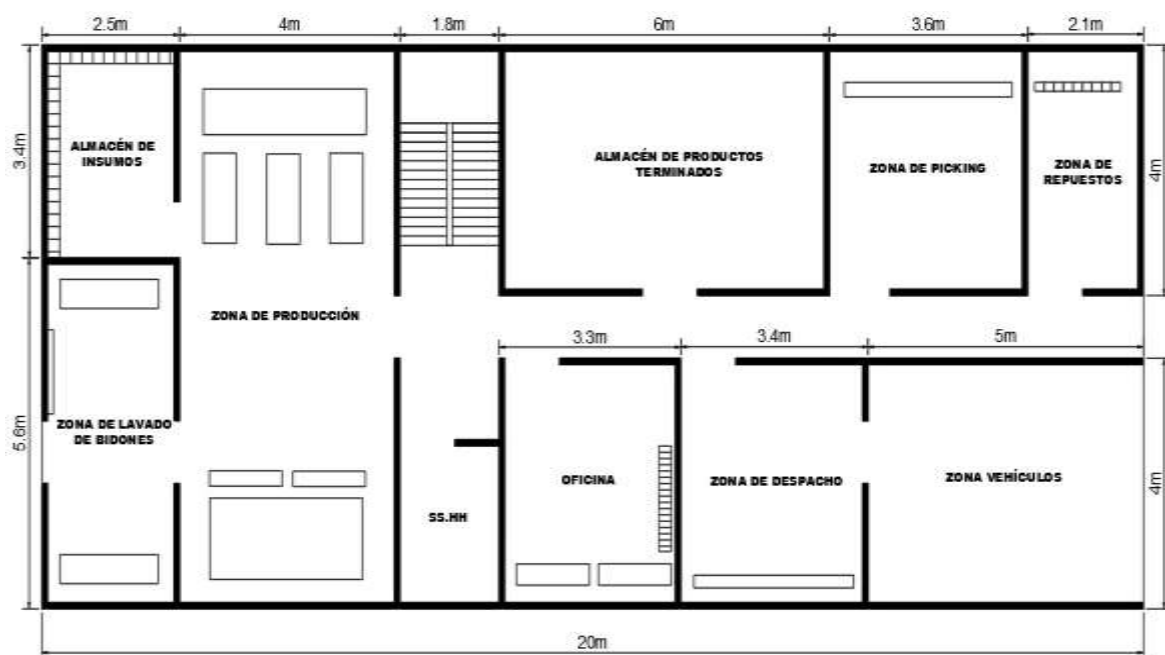 2.5m
4m
1.8m
6m
3.6m
2.1m
3.4m
ALMACÉN DE
INSUMOS
ALMACÉN DE PRODUCTOS
TERMINADOS
ZONA DE PICKING
ZONA DE
REPUESTOS
4m
ZONA DE PRODUCCIÓN
3.3m
3.4m
5m
5.6m
ZONA DE LAVADO
DE BIDONES
SS.HH
OFICINA
ZONA DE DESPACHO
ZONA VEHÍCULOS
4m
20m